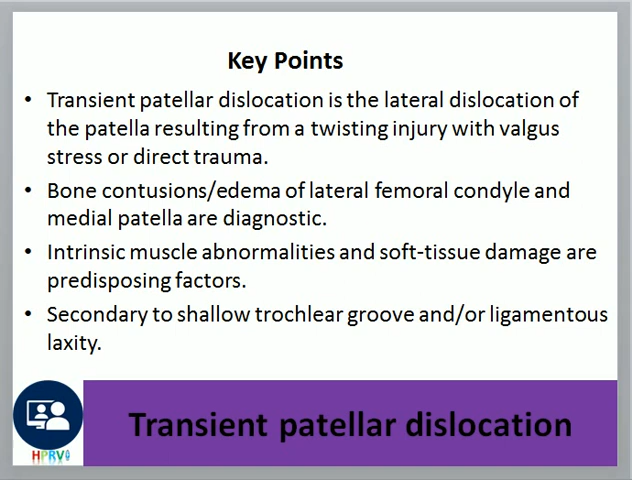 Key Points
• Transient patellar dislocation is the lateral dislocation of
the patella resulting from a twisting injury with valgus
stress or direct trauma.
• Bone contusions/edema of lateral femoral condyle and
medial patella are diagnostic.
• Intrinsic muscle abnormalities and soft-tissue damage are
predisposing factors.
• Secondary to shallow trochlear groove and/or ligamentous
laxity.
Transient patellar dislocation
HPRV